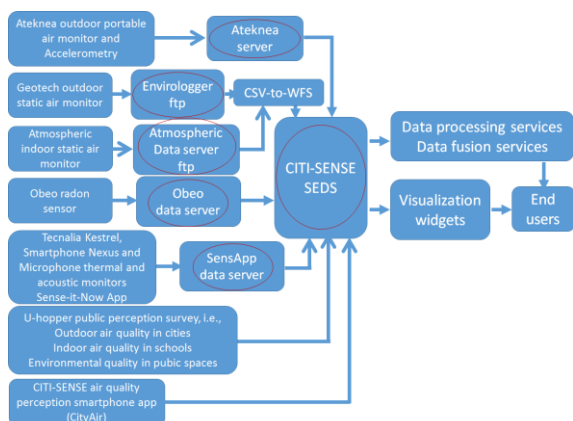 Ateknea outdoor portable
air monitor and
Accelerometry
Ateknea
server
Geotech outdoor
static air monitor
Envirologger
ftp
CSV-to-WFS
Atmospheric
indoor static air
monitor
Atmospheric
Data server
ftp
Obeo radon
sensor
Obeo
data server
CITI-SENSE
SEDS
Data processing services
Data fusion services
Visualization
widgets
End
users
Tecnalia Kestrel,
Smartphone Nexus and
Microphone thermal and
acoustic monitors
Sense-it-Now App
SensApp
data server
U-hopper public perception survey, i.e.,
Outdoor air quality in cities
Indoor air quality in schools
Environmental quality in pubic spaces
CITI-SENSE air quality
perception smartphone app
(CityAir)